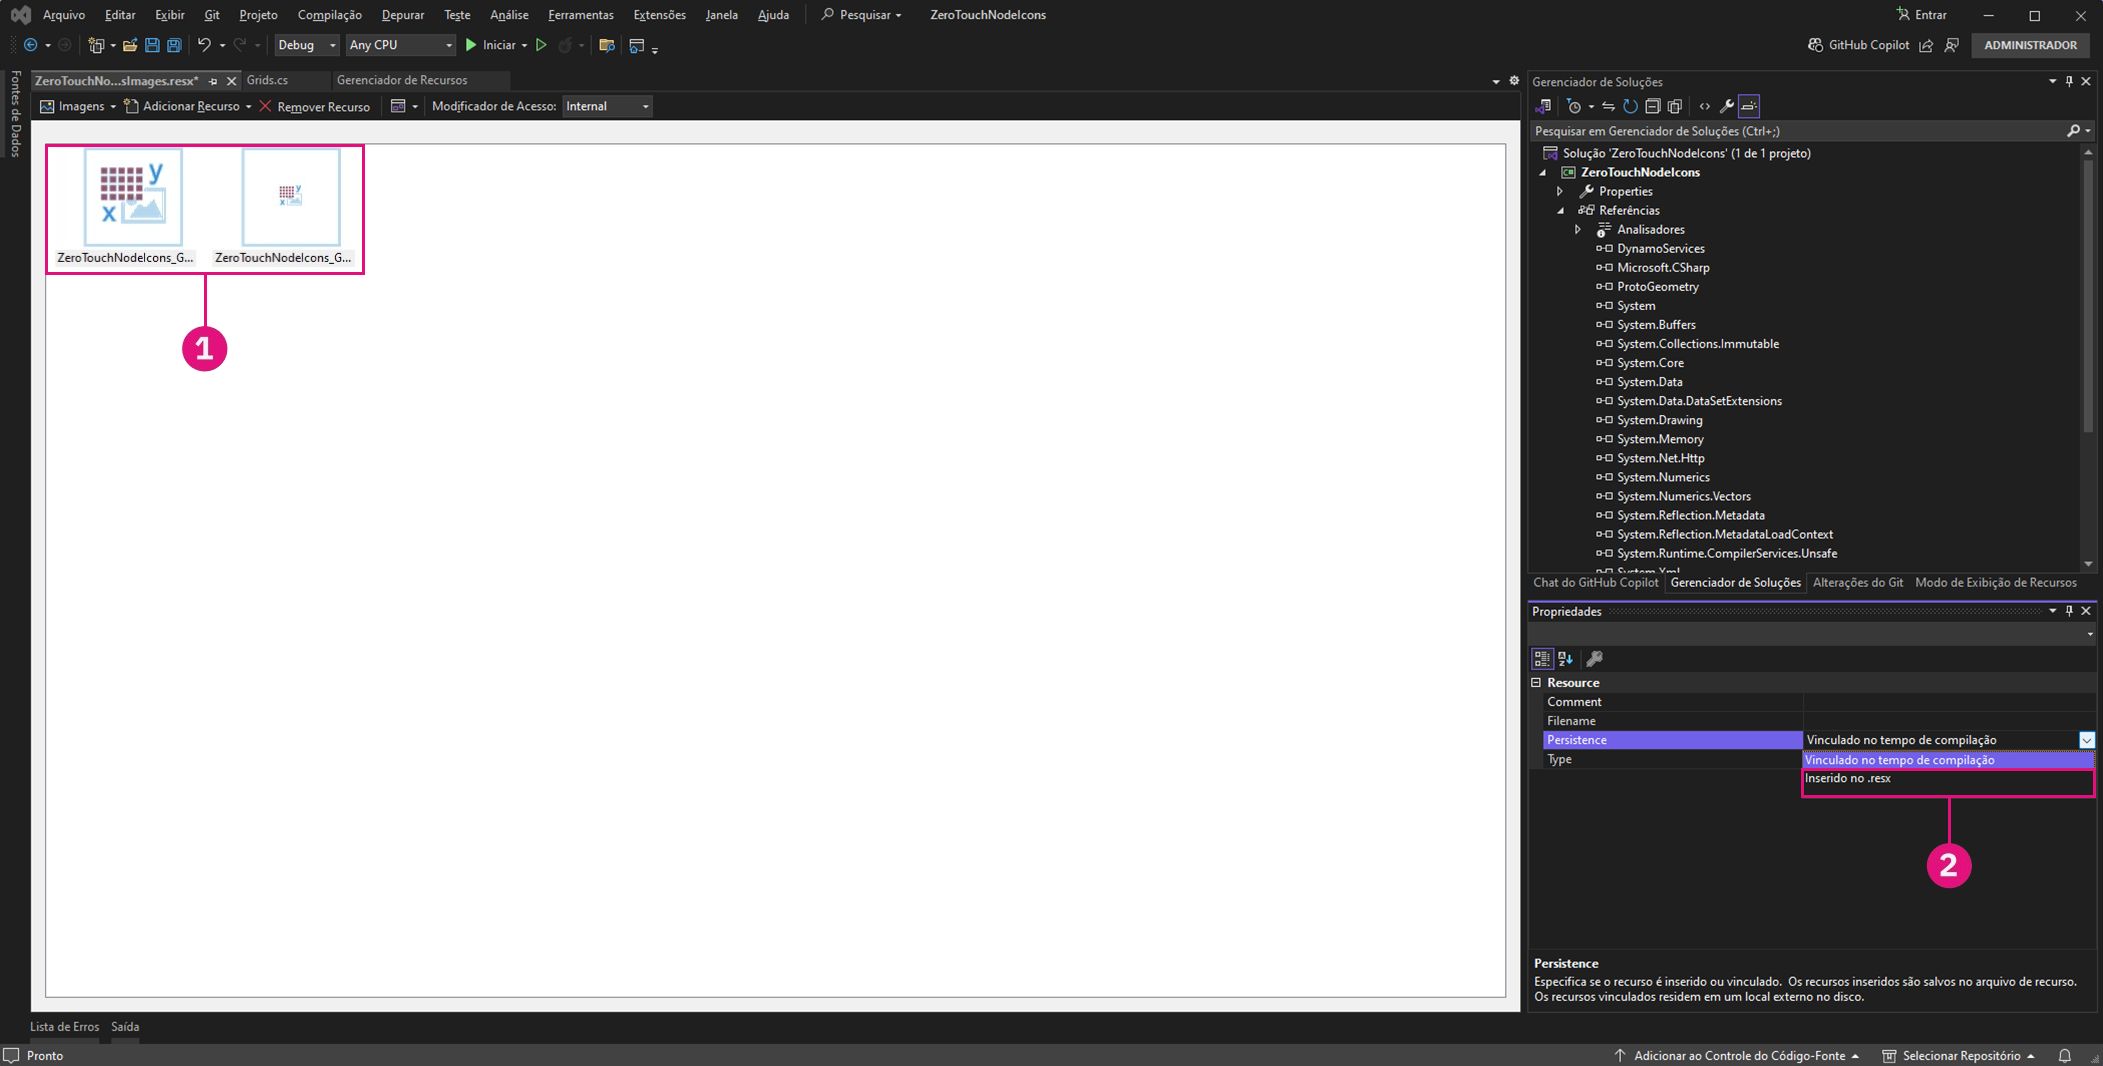 Arquivo Editar Exibir Git Projeto Compilação Depurar Teste Análise Ferramentas Extensões Janela Ajuda Pesquisar ZeroTouchNodeIcons Entrar
Debug Any CPU Iniciar GitHub Copilot ADMINISTRADOR
Fontes de Dados
ZeroTouchNo...sImages.resx* Grids.cs Gerenciador de Recursos
Imagens Adicionar Recurso Remover Recurso Modificador de Acesso: Internal
y
x
y
x
ZeroTouchNodeIcons_G... ZeroTouchNodeIcons_G...
1
Gerenciador de Soluções
Pesquisar em Gerenciador de Soluções (Ctrl+;)
Solução 'ZeroTouchNodeIcons' (1 de 1 projeto)
C# ZeroTouchNodeIcons
Properties
Referências
Analisadores
DynamoServices
Microsoft.CSharp
ProtoGeometry
System
System.Buffers
System.Collections.Immutable
System.Core
System.Data
System.Data.DataSetExtensions
System.Drawing
System.Memory
System.Net.Http
System.Numerics
System.Numerics.Vectors
System.Reflection.Metadata
System.Reflection.MetadataLoadContext
System.Runtime.CompilerServices.Unsafe
System.Xml
Chat do GitHub Copilot Gerenciador de Soluções Alterações do Git Modo de Exibição de Recursos
Propriedades
Resource
Comment
Filename
Persistence Vinculado no tempo de compilação
Type Vinculado no tempo de compilação
Inserido no .resx
2
Persistence
Especifica se o recurso é inserido ou vinculado. Os recursos inseridos são salvos no arquivo de recurso.
Os recursos vinculados residem em um local externo no disco.
Lista de Erros Saída
Pronto Adicionar ao Controle do Código-Fonte Selecionar Repositório